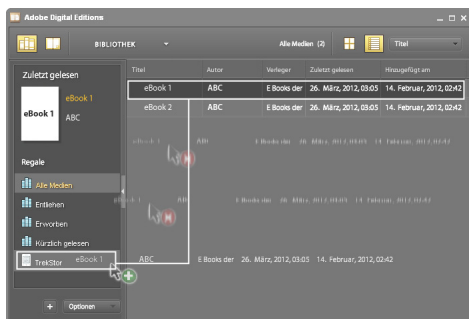 Adobe Digital Editions
BIBLIOTHEK
Alle Medien (2)
Titel
Zuletzt gelesen
eBook 1
eBook 1
ABC
Regale
Alle Medien
Entliehen
Erworben
Kürzlich gelesen
TrekStor
Optionen
Titel Autor Verleger Zuletzt gelesen Hinzugefügt am
eBook 1 ABC E Books der 26. März, 2012, 03:05 14. Februar, 2012, 02:42
eBook 2 ABC E Books der 26. März, 2012, 03:05 14. Februar, 2012, 02:42
eBook 1 ABC E Books der 26. März, 2012, 03:05 14. Februar, 2012, 02:42